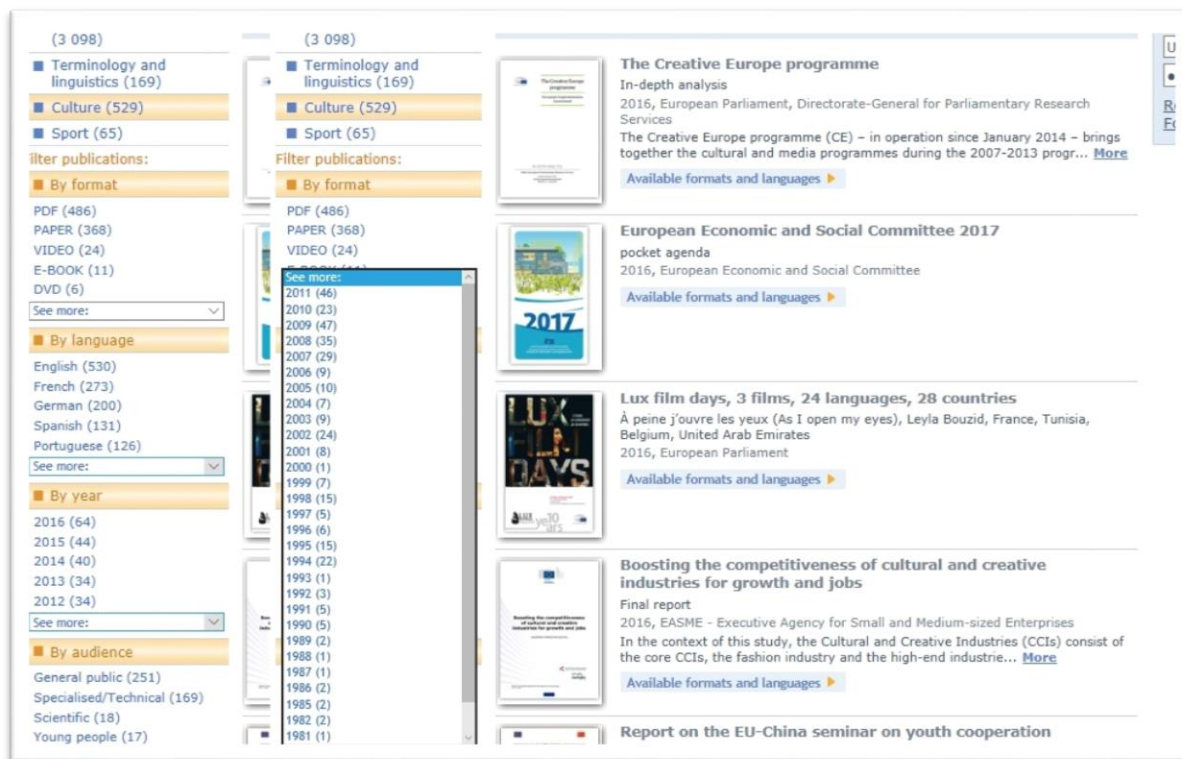 (3 098)
Terminology and
linguistics (169)
Culture (529)
Sport (65)
ilter publications:
By format
PDF (486)
PAPER (368)
VIDEO (24)
E-BOOK (11)
DVD (6)
See more:
By language
English (530)
French (273)
German (200)
Spanish (131)
Portuguese (126)
See more:
By year
2016 (64)
2015 (44)
2014 (40)
2013 (34)
2012 (34)
See more:
By audience
General public (251)
Specialised/Technical (169)
Scientific (18)
Young people (17)
(3 098)
Terminology and
linguistics (169)
Culture (529)
Sport (65)
Filter publications:
By format
PDF (486)
PAPER (368)
VIDEO (24)
E-BOOK (11)
See more:
2011 (46)
2010 (23)
2009 (47)
2008 (35)
2007 (29)
2006 (9)
2005 (10)
2004 (7)
2003 (9)
2002 (24)
2001 (8)
2000 (1)
1999 (7)
1998 (15)
1997 (5)
1996 (6)
1995 (15)
1994 (22)
1993 (1)
1992 (3)
1991 (5)
1990 (5)
1989 (2)
1988 (1)
1987 (1)
1986 (2)
1985 (2)
1982 (2)
1981 (1)
The Creative Europe programme
In-depth analysis
2016, European Parliament, Directorate-General for Parliamentary Research
Services
The Creative Europe programme (CE) – in operation since January 2014 – brings
together the cultural and media programmes during the 2007-2013 progr... More
Available formats and languages
European Economic and Social Committee 2017
pocket agenda
2016, European Economic and Social Committee
Available formats and languages
2017
Lux film days, 3 films, 24 languages, 28 countries
À peine j'ouvre les yeux (As I open my eyes), Leyla Bouzid, France, Tunisia,
Belgium, United Arab Emirates
2016, European Parliament
Available formats and languages
LUX
FILM
DAYS
Boosting the competitiveness of cultural and creative
industries for growth and jobs
Final report
2016, EASME - Executive Agency for Small and Medium-sized Enterprises
In the context of this study, the Cultural and Creative Industries (CCIs) consist of
the core CCIs, the fashion industry and the high-end industrie... More
Available formats and languages
Boosting the competitiveness
of cultural and creative
industries for growth and jobs
Report on the EU-China seminar on youth cooperation